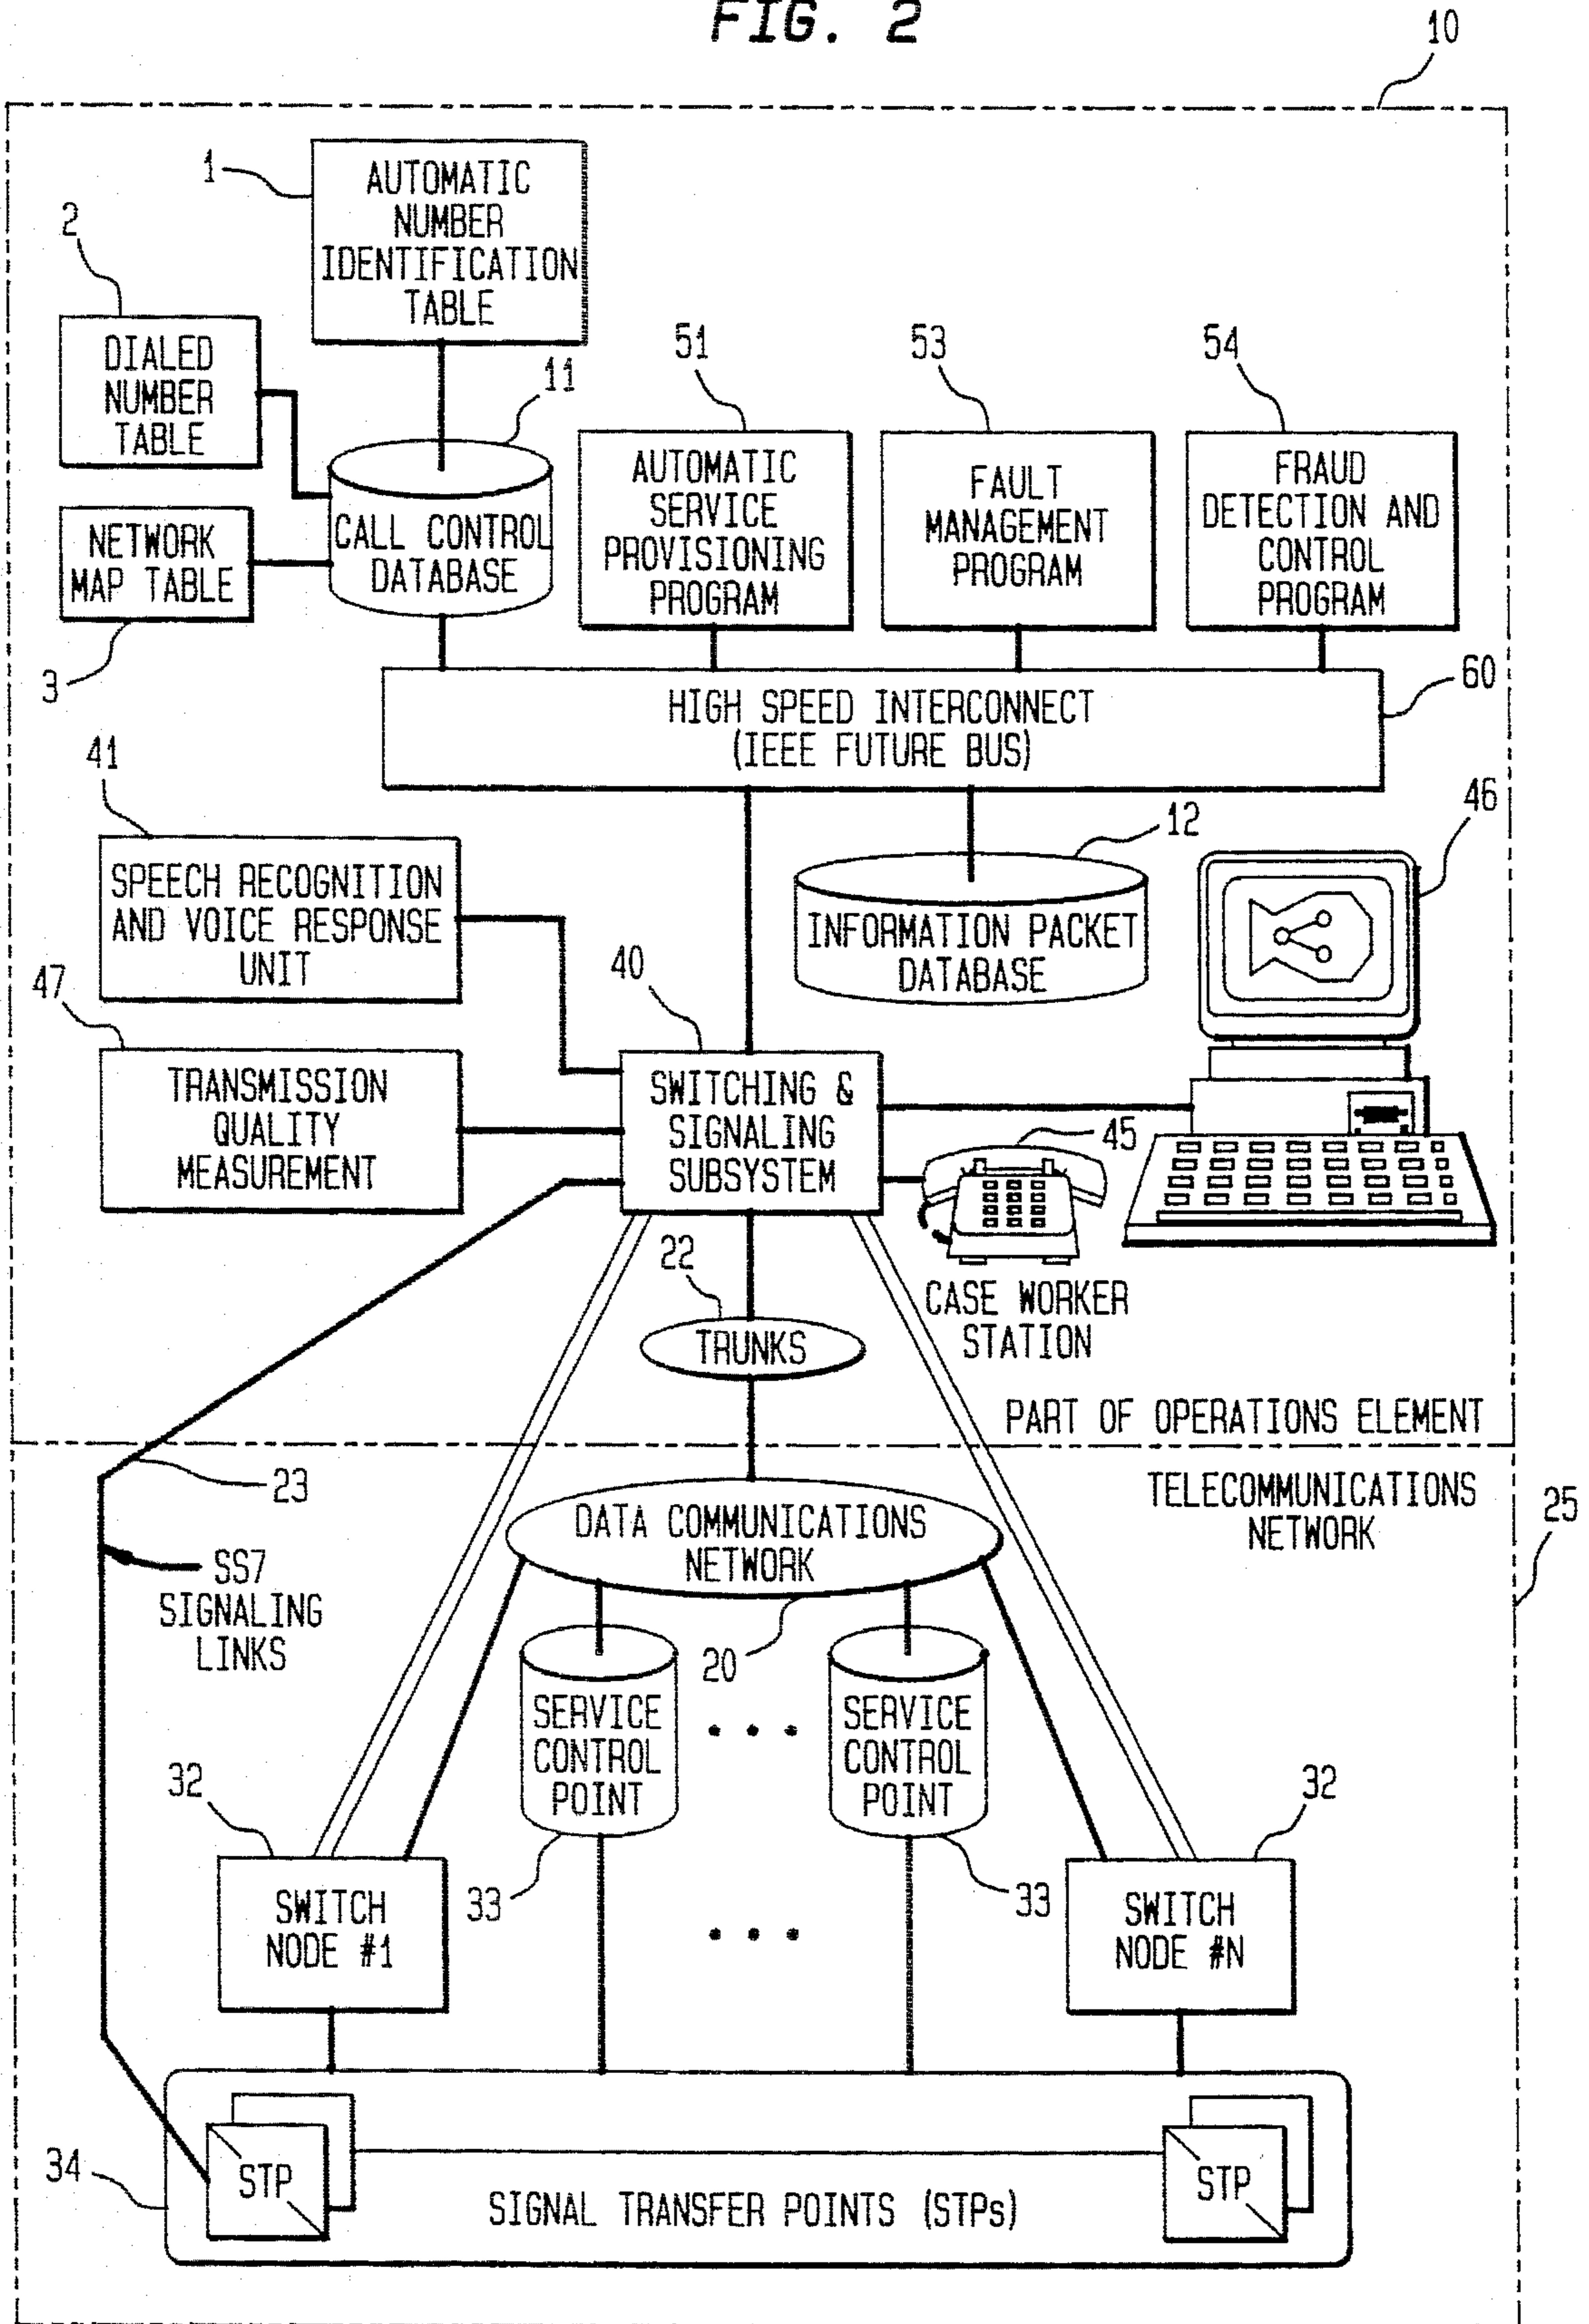 FIG. 2
10
1
AUTOMATIC
NUMBER
IDENTIFICATION
TABLE
2
DIALED
NUMBER
TABLE
NETWORK
MAP TABLE
3
11
CALL CONTROL
DATABASE
51
AUTOMATIC
SERVICE
PROVISIONING
PROGRAM
53
FAULT
MANAGEMENT
PROGRAM
54
FRAUD
DETECTION AND
CONTROL
PROGRAM
HIGH SPEED INTERCONNECT
(IEEE FUTURE BUS)
60
41
SPEECH RECOGNITION
AND VOICE RESPONSE
UNIT
12
INFORMATION PACKET
DATABASE
46
47
TRANSMISSION
QUALITY
MEASUREMENT
40
SWITCHING &
SIGNALING
SUBSYSTEM
45
CASE WORKER
STATION
22
TRUNKS
PART OF OPERATIONS ELEMENT
23
TELECOMMUNICATIONS
NETWORK
25
DATA COMMUNICATIONS
NETWORK
20
SS7
SIGNALING
LINKS
SERVICE
CONTROL
POINT
33
SERVICE
CONTROL
POINT
33
32
SWITCH
NODE #1
32
SWITCH
NODE #N
34
STP
STP
SIGNAL TRANSFER POINTS (STPs)